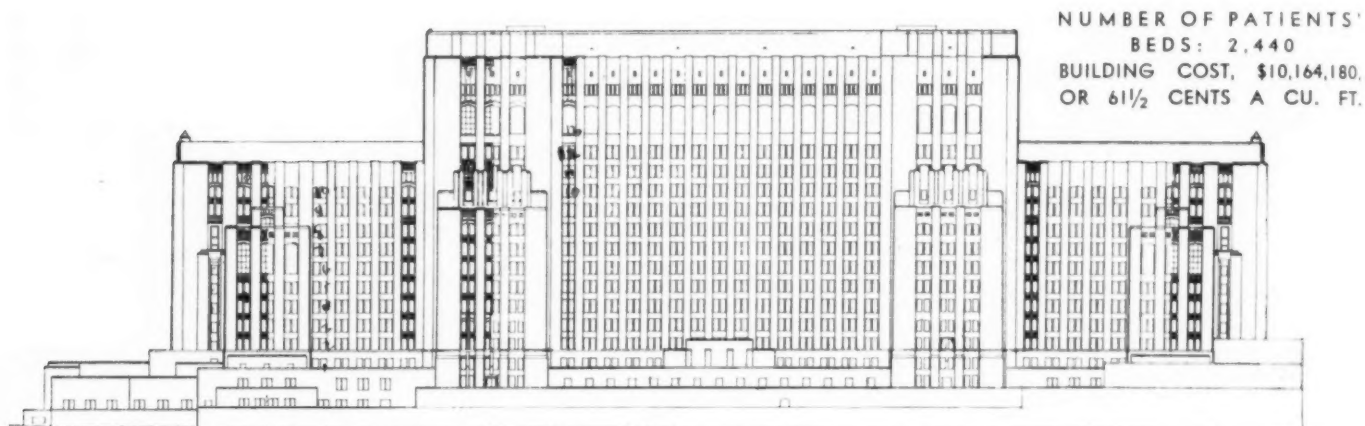 NUMBER OF PATIENTS'
BEDS: 2,440
BUILDING COST, $10,164,180,
OR 61½ CENTS A CU. FT.